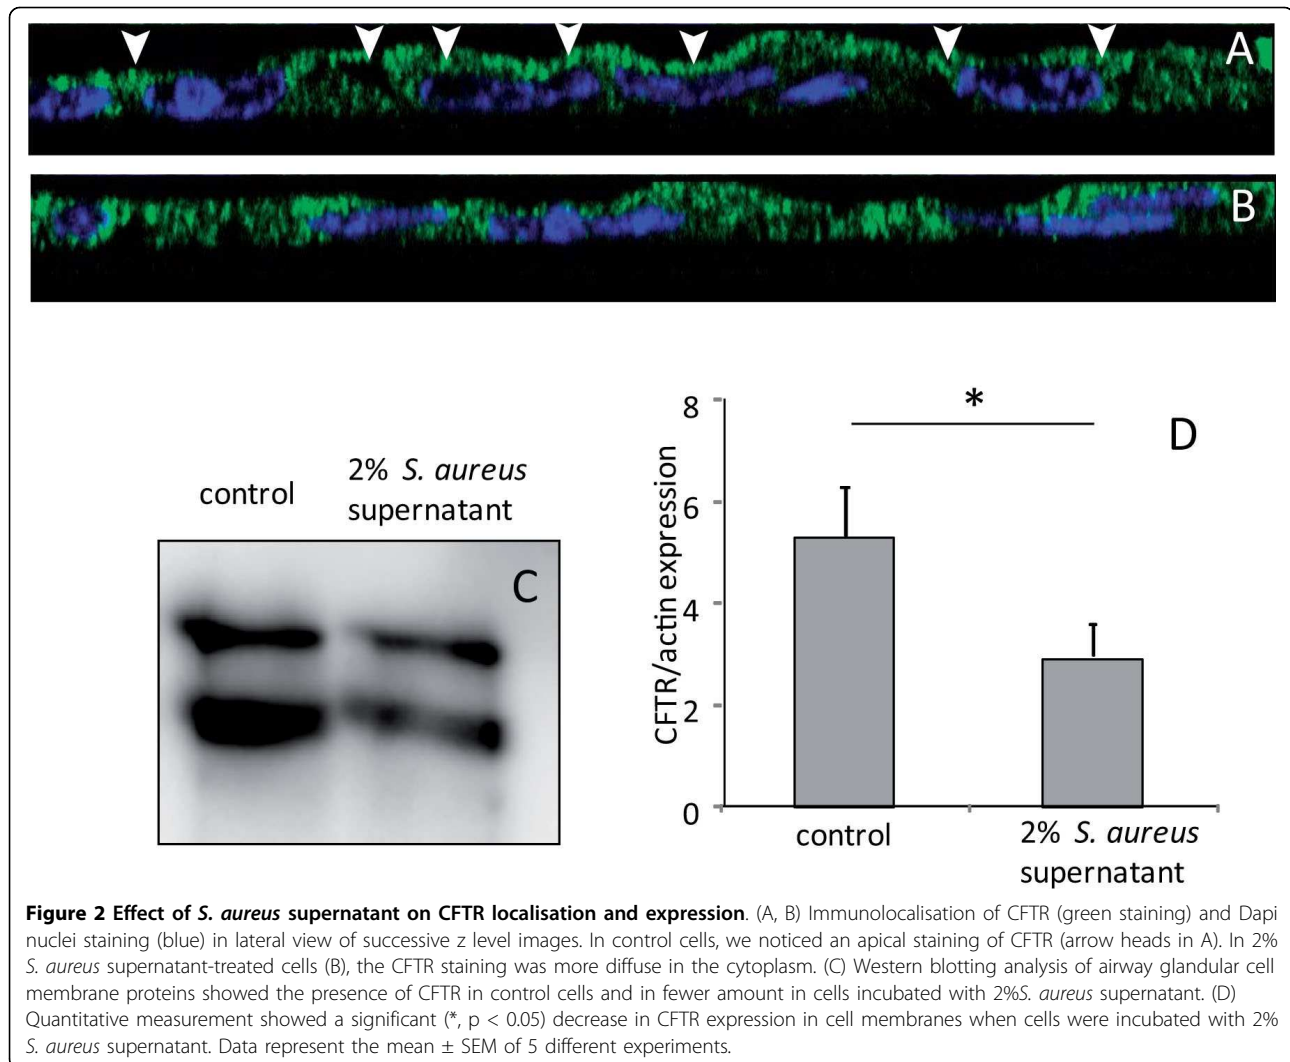 A
B
control
2% S. aureus
supernatant
C
D
*
CFTR/actin expression
8
6
4
2
0
control
2% S. aureus
supernatant
Figure 2 Effect of S. aureus supernatant on CFTR localisation and expression. (A, B) Immunolocalisation of CFTR (green staining) and Dapi
nuclei staining (blue) in lateral view of successive z level images. In control cells, we noticed an apical staining of CFTR (arrow heads in A). In 2%
S. aureus supernatant-treated cells (B), the CFTR staining was more diffuse in the cytoplasm. (C) Western blotting analysis of airway glandular cell
membrane proteins showed the presence of CFTR in control cells and in fewer amount in cells incubated with 2%S. aureus supernatant. (D)
Quantitative measurement showed a significant (*, p < 0.05) decrease in CFTR expression in cell membranes when cells were incubated with 2%
S. aureus supernatant. Data represent the mean ± SEM of 5 different experiments.